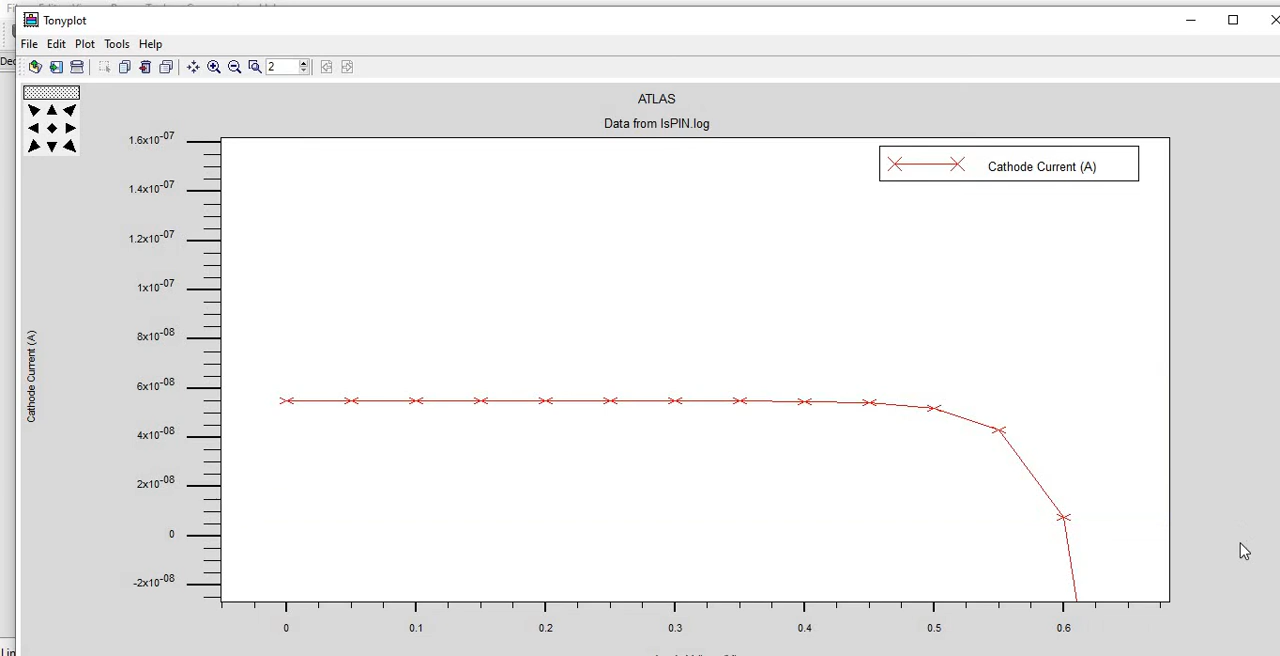 Tonyplot
File Edit Plot Tools Help
2
ATLAS
Data from IsPIN.log
Cathode Current (A)
1.6x10-07
1.4x10-07
1.2x10-07
1x10-07
8x10-08
6x10-08
4x10-08
2x10-08
0
-2x10-08
Cathode Current (A)
0 0.1 0.2 0.3 0.4 0.5 0.6